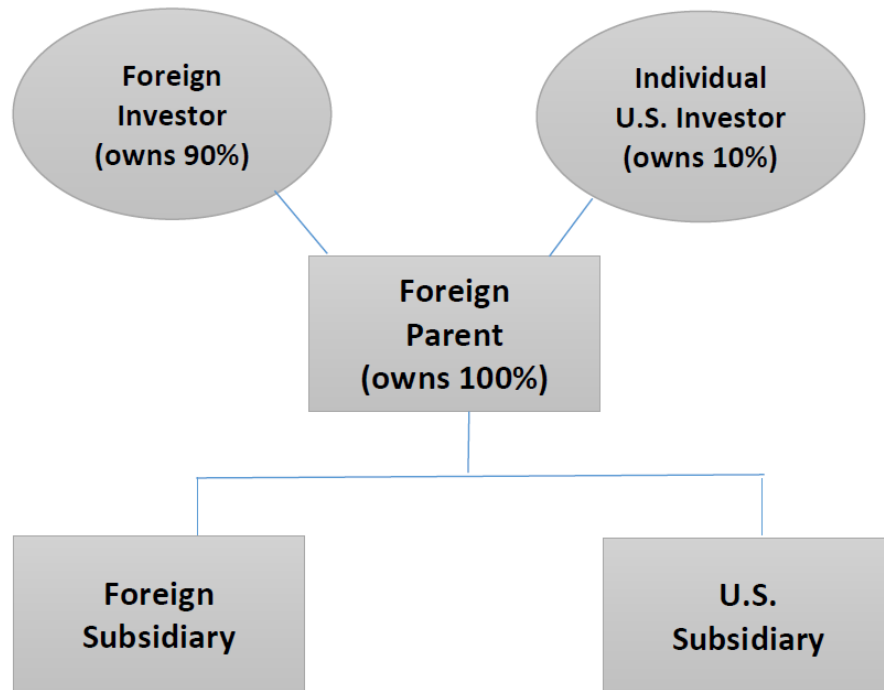 Foreign
Investor
(owns 90%)
Individual
U.S. Investor
(owns 10%)
Foreign
Parent
(owns 100%)
Foreign
Subsidiary
U.S.
Subsidiary